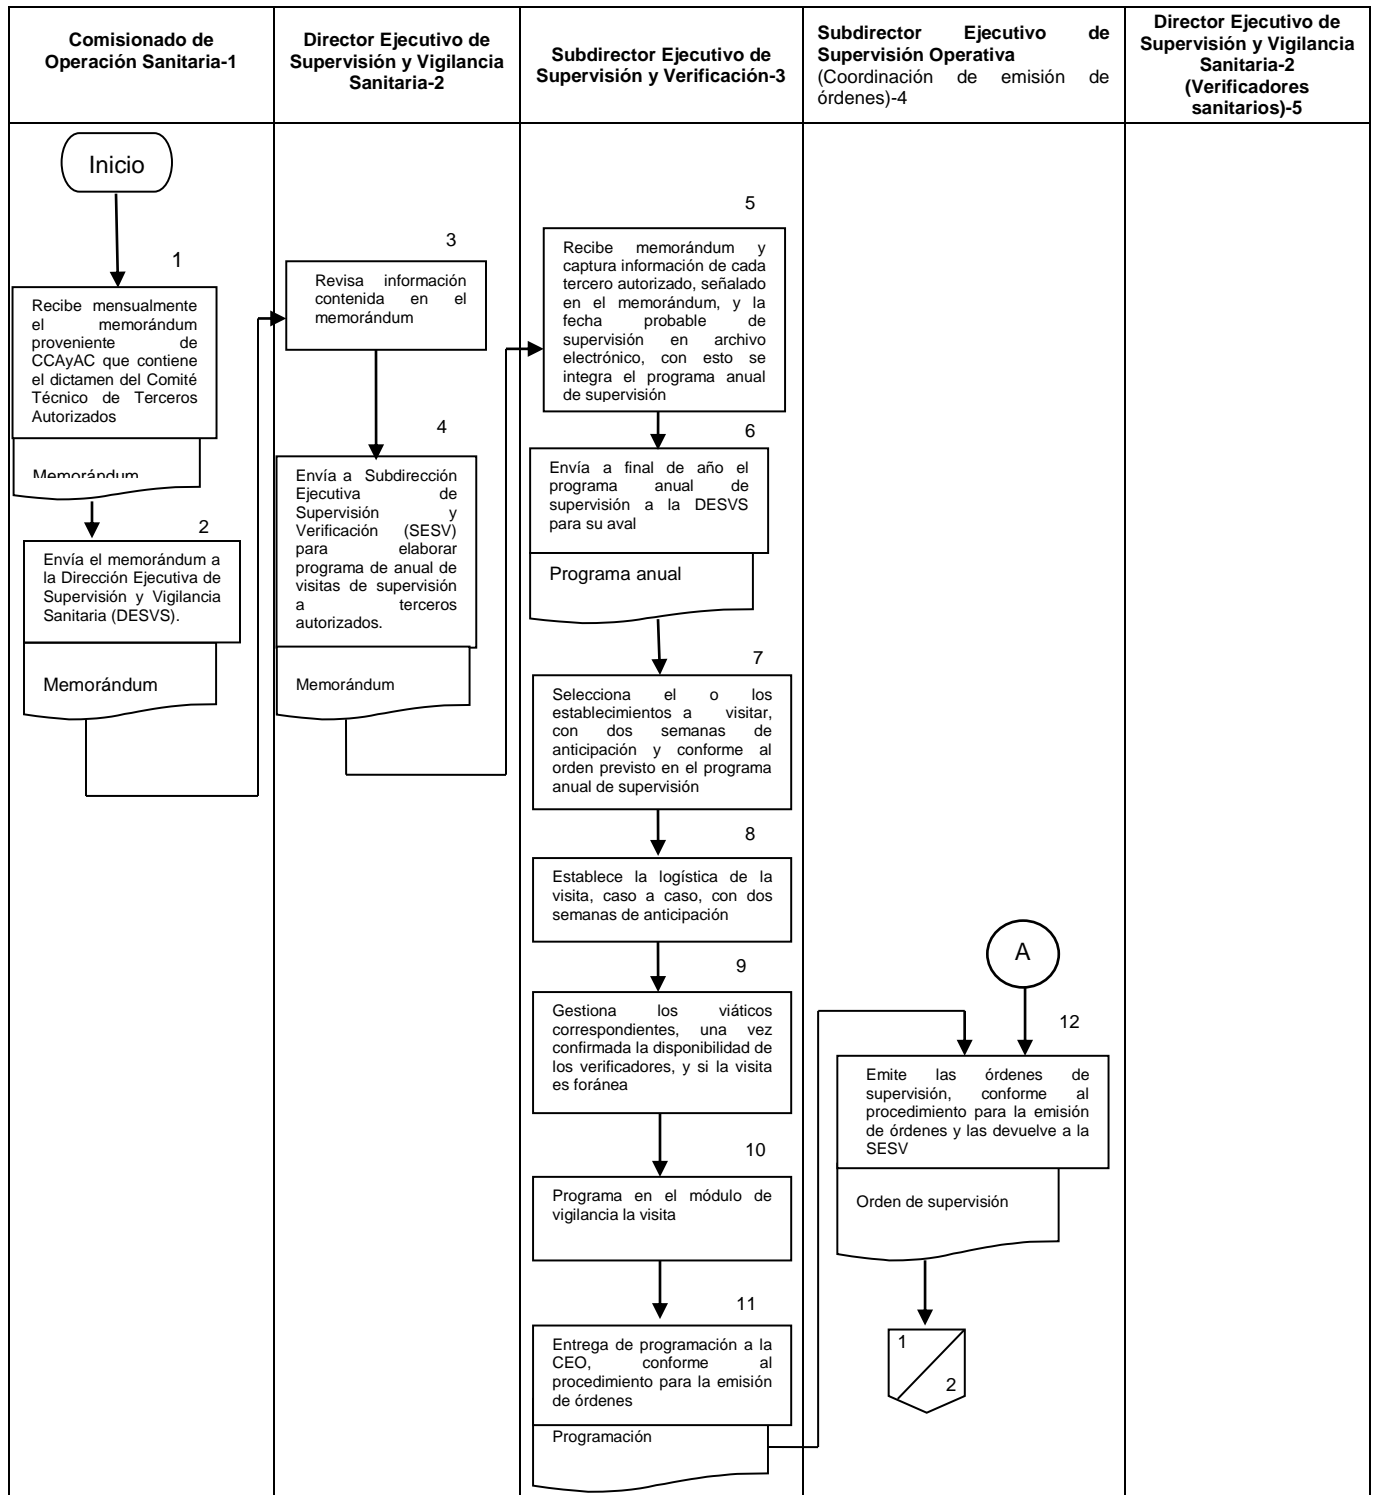 Comisionado de
Operación Sanitaria-1
Director Ejecutivo de
Supervisión y Vigilancia
Sanitaria-2
Subdirector Ejecutivo de
Supervisión y Verificación-3
Subdirector Ejecutivo de
Supervisión Operativa
(Coordinación de emisión de
órdenes)-4
Director Ejecutivo de
Supervisión y Vigilancia
Sanitaria-2
(Verificadores
sanitarios)-5
Inicio
1
Recibe mensualmente
el memorándum
proveniente de
CCAyAC que contiene
el dictamen del Comité
Técnico de Terceros
Autorizados
Memorándum
2
Envía el memorándum a
la Dirección Ejecutiva de
Supervisión y Vigilancia
Sanitaria (DESVS).
Memorándum
3
Revisa información
contenida en el
memorándum
4
Envía a Subdirección
Ejecutiva de
Supervisión y
Verificación (SESV)
para elaborar
programa de anual de
visitas de supervisión
a terceros
autorizados.
Memorándum
5
Recibe memorándum y
captura información de cada
tercero autorizado, señalado
en el memorándum, y la
fecha probable de
supervisión en archivo
electrónico, con esto se
integra el programa anual
de supervisión
6
Envía a final de año el
programa anual de
supervisión a la DESVS
para su aval
Programa anual
7
Selecciona el o los
establecimientos a visitar,
con dos semanas de
anticipación y conforme al
orden previsto en el programa
anual de supervisión
8
Establece la logística de la
visita, caso a caso, con dos
semanas de anticipación
9
Gestiona los viáticos
correspondientes, una vez
confirmada la disponibilidad de
los verificadores, y si la visita
es foránea
10
Programa en el módulo de
vigilancia la visita
11
Entrega de programación a la
CEO, conforme al
procedimiento para la emisión
de órdenes
Programación
A
12
Emite las órdenes de
supervisión, conforme al
procedimiento para la emisión
de órdenes y las devuelve a la
SESV
Orden de supervisión
1
2